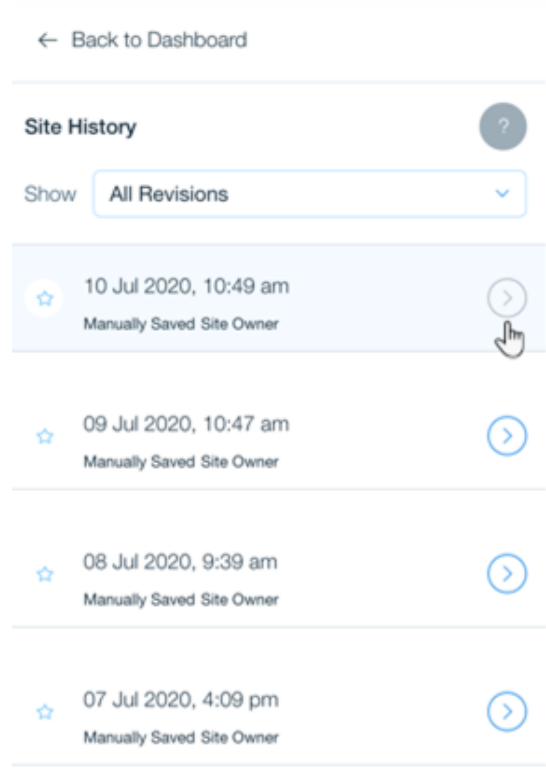 Back to Dashboard
Site History
?
Show All Revisions
10 Jul 2020, 10:49 am
Manually Saved Site Owner
09 Jul 2020, 10:47 am
Manually Saved Site Owner
08 Jul 2020, 9:39 am
Manually Saved Site Owner
07 Jul 2020, 4:09 pm
Manually Saved Site Owner